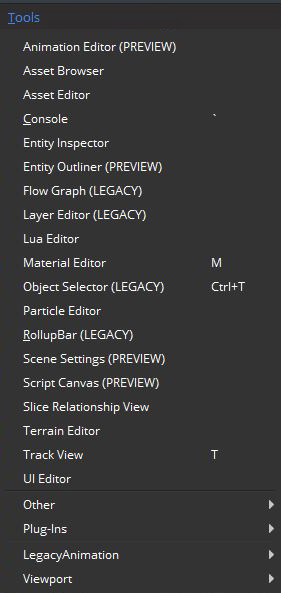 Tools
Animation Editor (PREVIEW)
Asset Browser
Asset Editor
Console `
Entity Inspector
Entity Outliner (PREVIEW)
Flow Graph (LEGACY)
Layer Editor (LEGACY)
Lua Editor
Material Editor M
Object Selector (LEGACY) Ctrl+T
Particle Editor
RollupBar (LEGACY)
Scene Settings (PREVIEW)
Script Canvas (PREVIEW)
Slice Relationship View
Terrain Editor
Track View T
UI Editor
Other
Plug-Ins
LegacyAnimation
Viewport